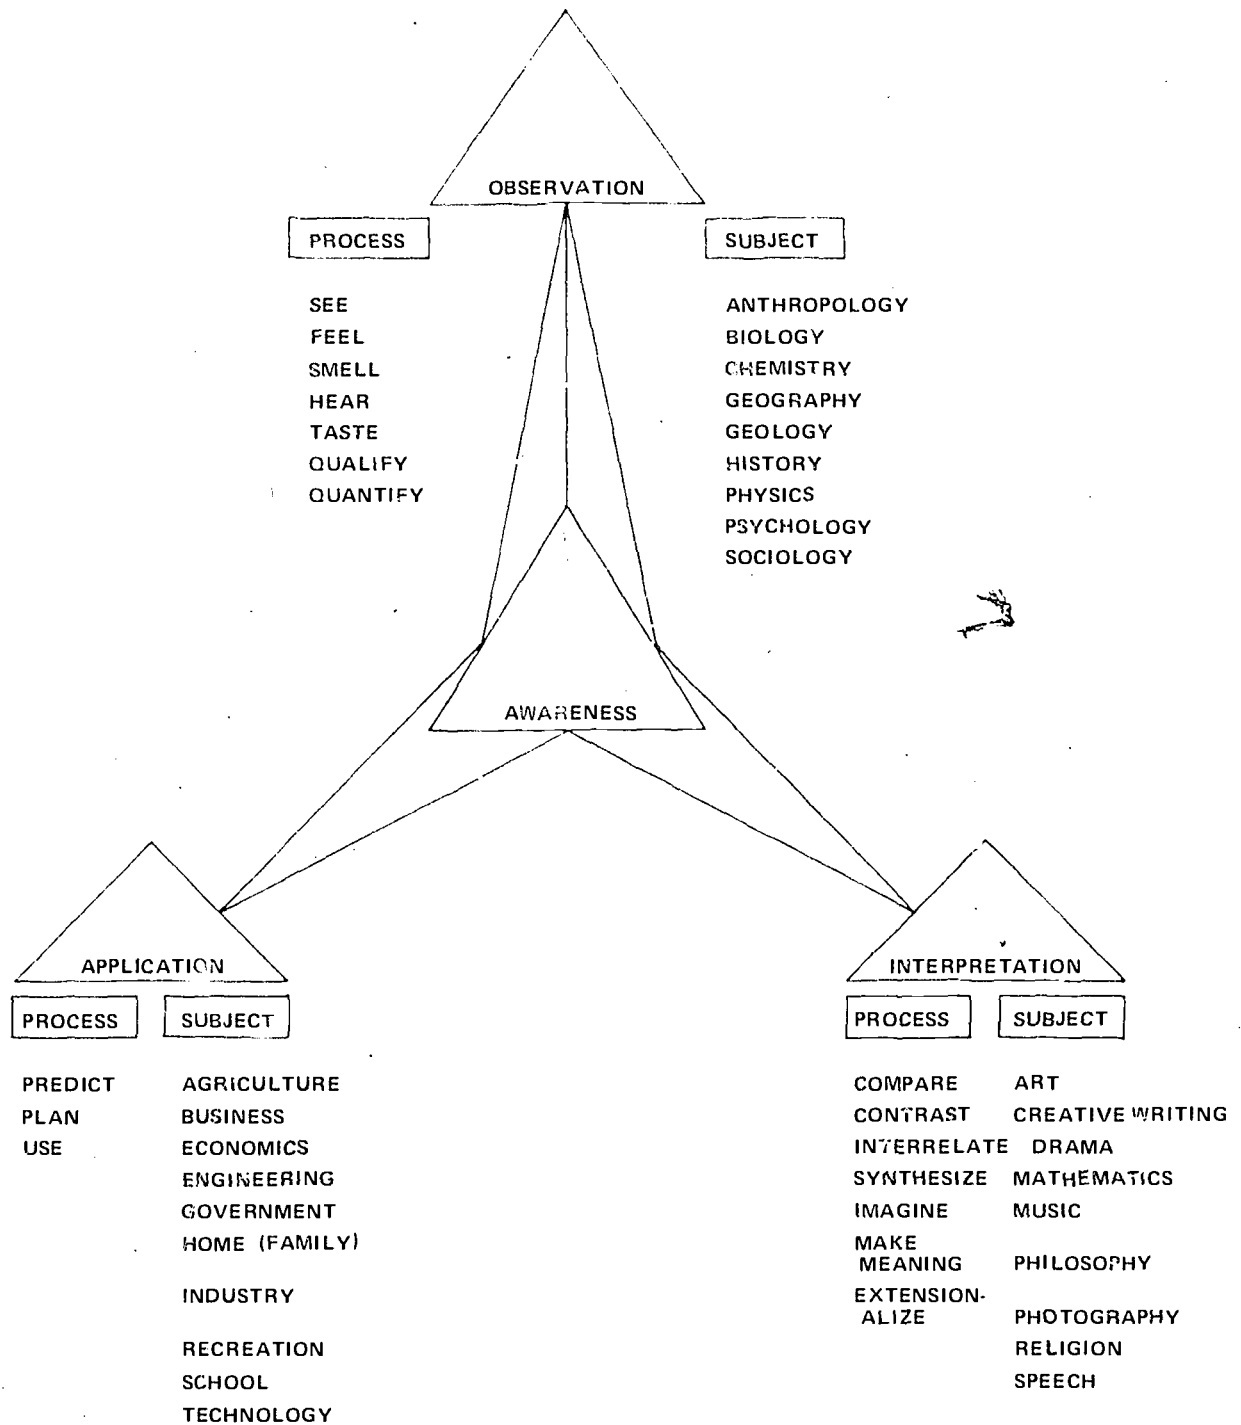 OBSERVATION
PROCESS
SEE
FEEL
SMELL
HEAR
TASTE
QUALIFY
QUANTIFY
SUBJECT
ANTHROPOLOGY
BIOLOGY
CHEMISTRY
GEOGRAPHY
GEOLOGY
HISTORY
PHYSICS
PSYCHOLOGY
SOCIOLOGY
AWARENESS
APPLICATION
PROCESS
PREDICT
PLAN
USE
SUBJECT
AGRICULTURE
BUSINESS
ECONOMICS
ENGINEERING
GOVERNMENT
HOME (FAMILY)
INDUSTRY
RECREATION
SCHOOL
TECHNOLOGY
INTERPRETATION
PROCESS
COMPARE
CONTRAST
INTERRELATE
SYNTHESIZE
IMAGINE
MAKE
MEANING
EXTENSION-
ALIZE
SUBJECT
ART
CREATIVE WRITING
DRAMA
MATHEMATICS
MUSIC
PHILOSOPHY
PHOTOGRAPHY
RELIGION
SPEECH